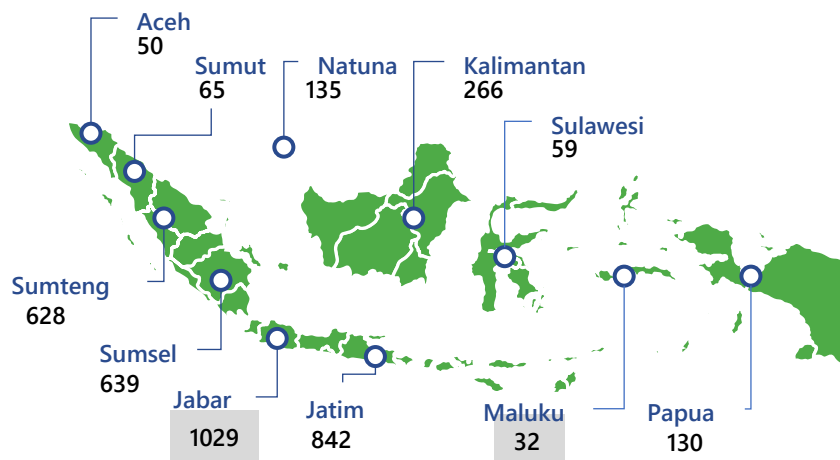 Aceh
50
Sumut
65
Natuna
135
Kalimantan
266
Sulawesi
59
Sumteng
628
Sumsel
639
Jabar
1029
Jatim
842
Maluku
32
Papua
130